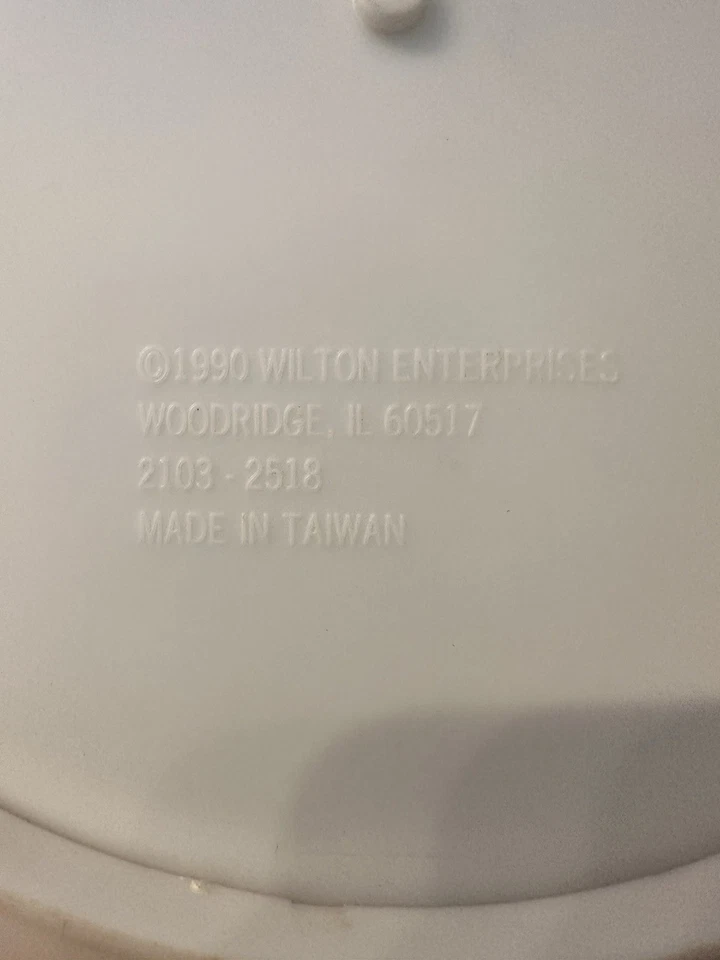 ©1990 WILTON ENTERPRISES
WOODRIDGE, IL 60517
2103 - 2518
MADE IN TAIWAN